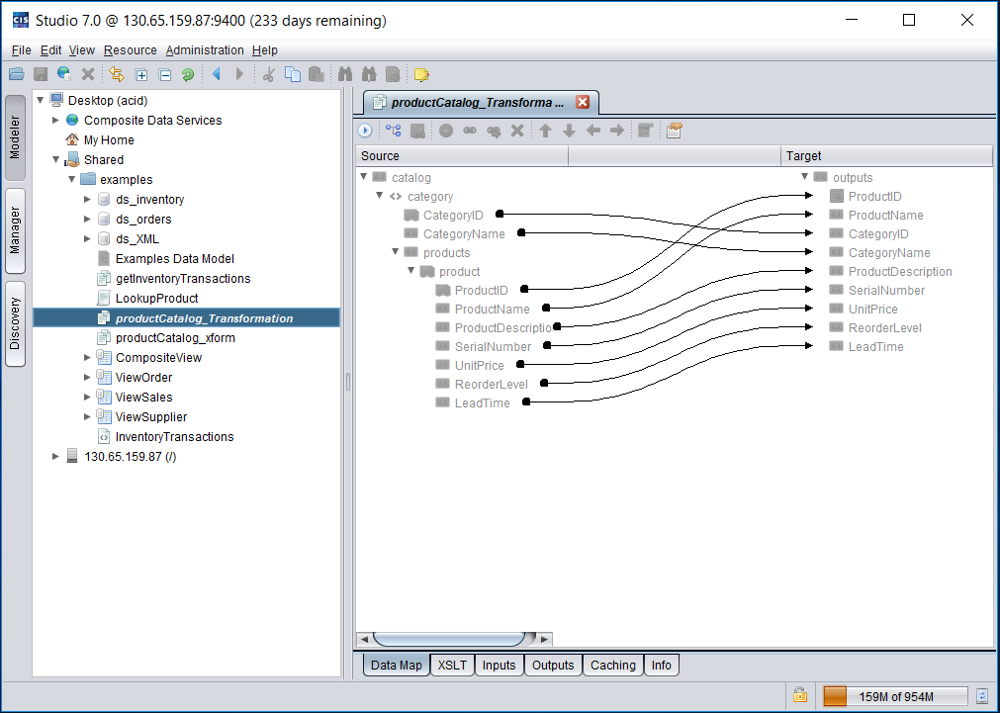 CIS Studio 7.0 @ 130.65.159.87:9400 (233 days remaining)
File Edit View Resource Administration Help
Modeler
Manager
Discovery
Desktop (acid)
Composite Data Services
My Home
Shared
examples
ds_inventory
ds_orders
ds_XML
Examples Data Model
getInventoryTransactions
LookupProduct
productCatalog_Transformation
productCatalog_xform
CompositeView
ViewOrder
ViewSales
ViewSupplier
InventoryTransactions
130.65.159.87 (/)
productCatalog_Transforma ...
Source
catalog
category
CategoryID
CategoryName
products
product
ProductID
ProductName
ProductDescriptio
SerialNumber
UnitPrice
ReorderLevel
LeadTime
Target
outputs
ProductID
ProductName
CategoryID
CategoryName
ProductDescription
SerialNumber
UnitPrice
ReorderLevel
LeadTime
Data Map XSLT Inputs Outputs Caching Info
159M of 954M